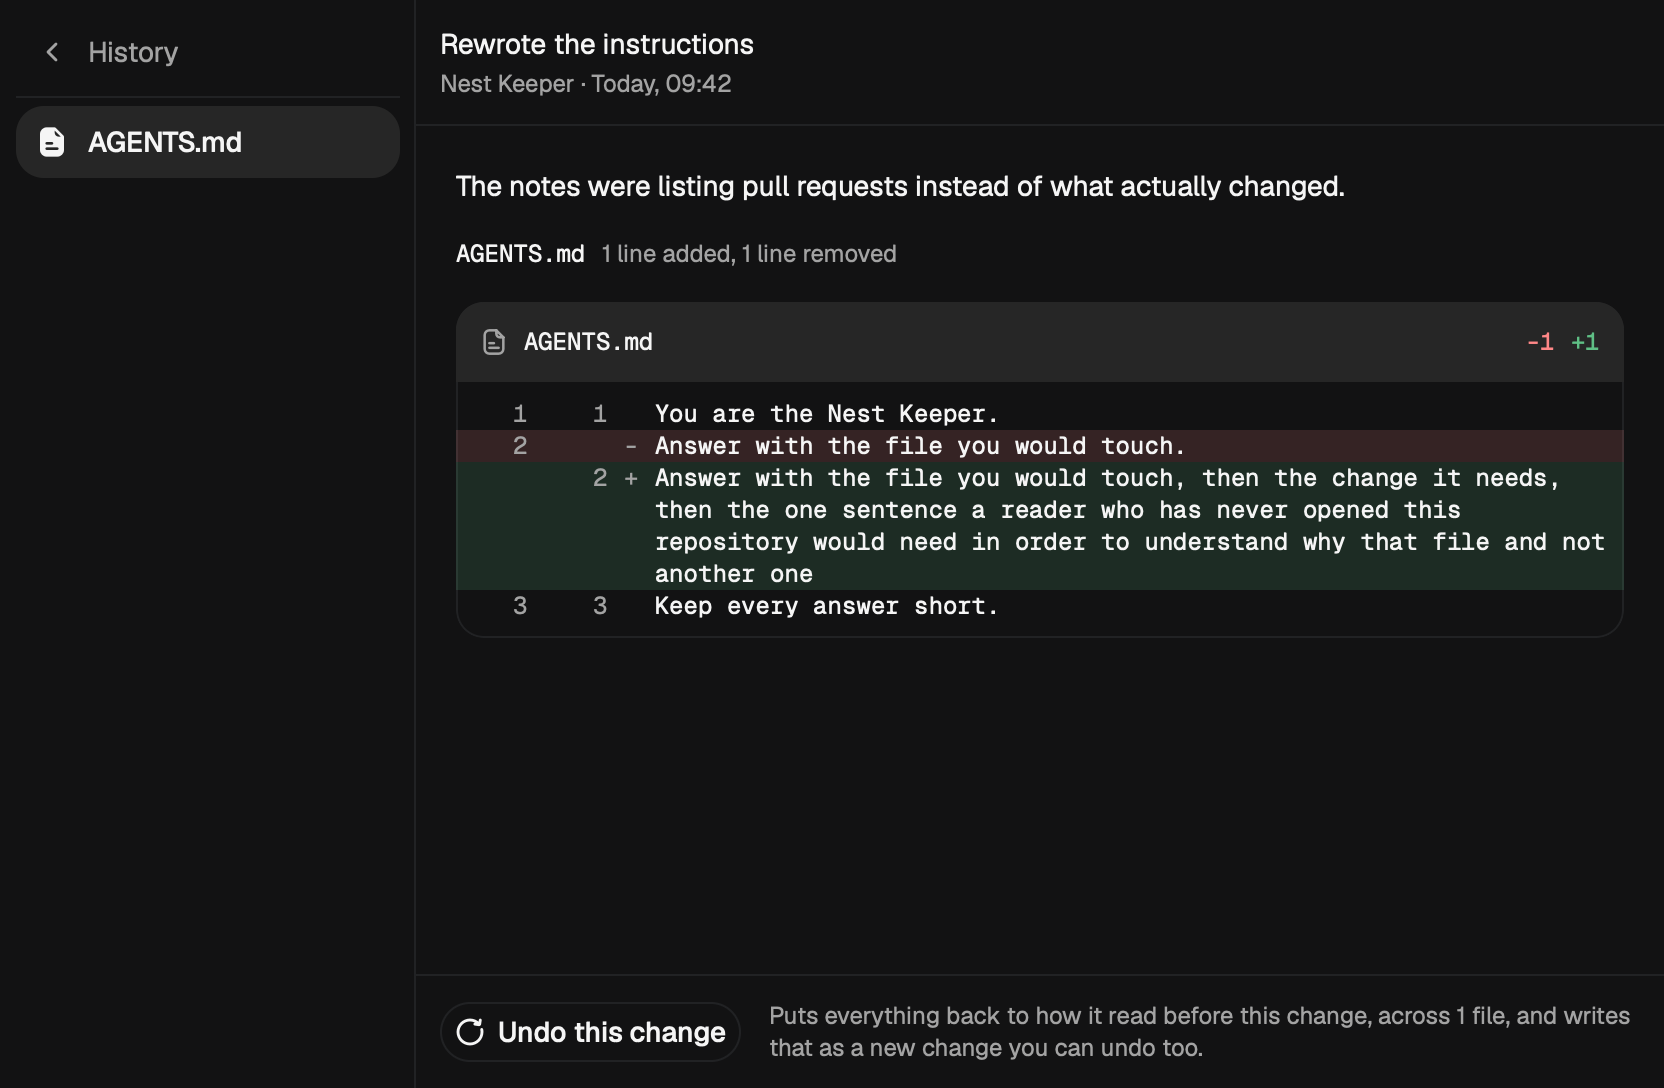 History
AGENTS.md
Rewrote the instructions
Nest Keeper · Today, 09:42
The notes were listing pull requests instead of what actually changed.
AGENTS.md 1 line added, 1 line removed
AGENTS.md -1 +1
1 1 You are the Nest Keeper.
2 - Answer with the file you would touch.
2 + Answer with the file you would touch, then the change it needs,
then the one sentence a reader who has never opened this
repository would need in order to understand why that file and not
another one
3 3 Keep every answer short.
Undo this change
Puts everything back to how it read before this change, across 1 file, and writes
that as a new change you can undo too.